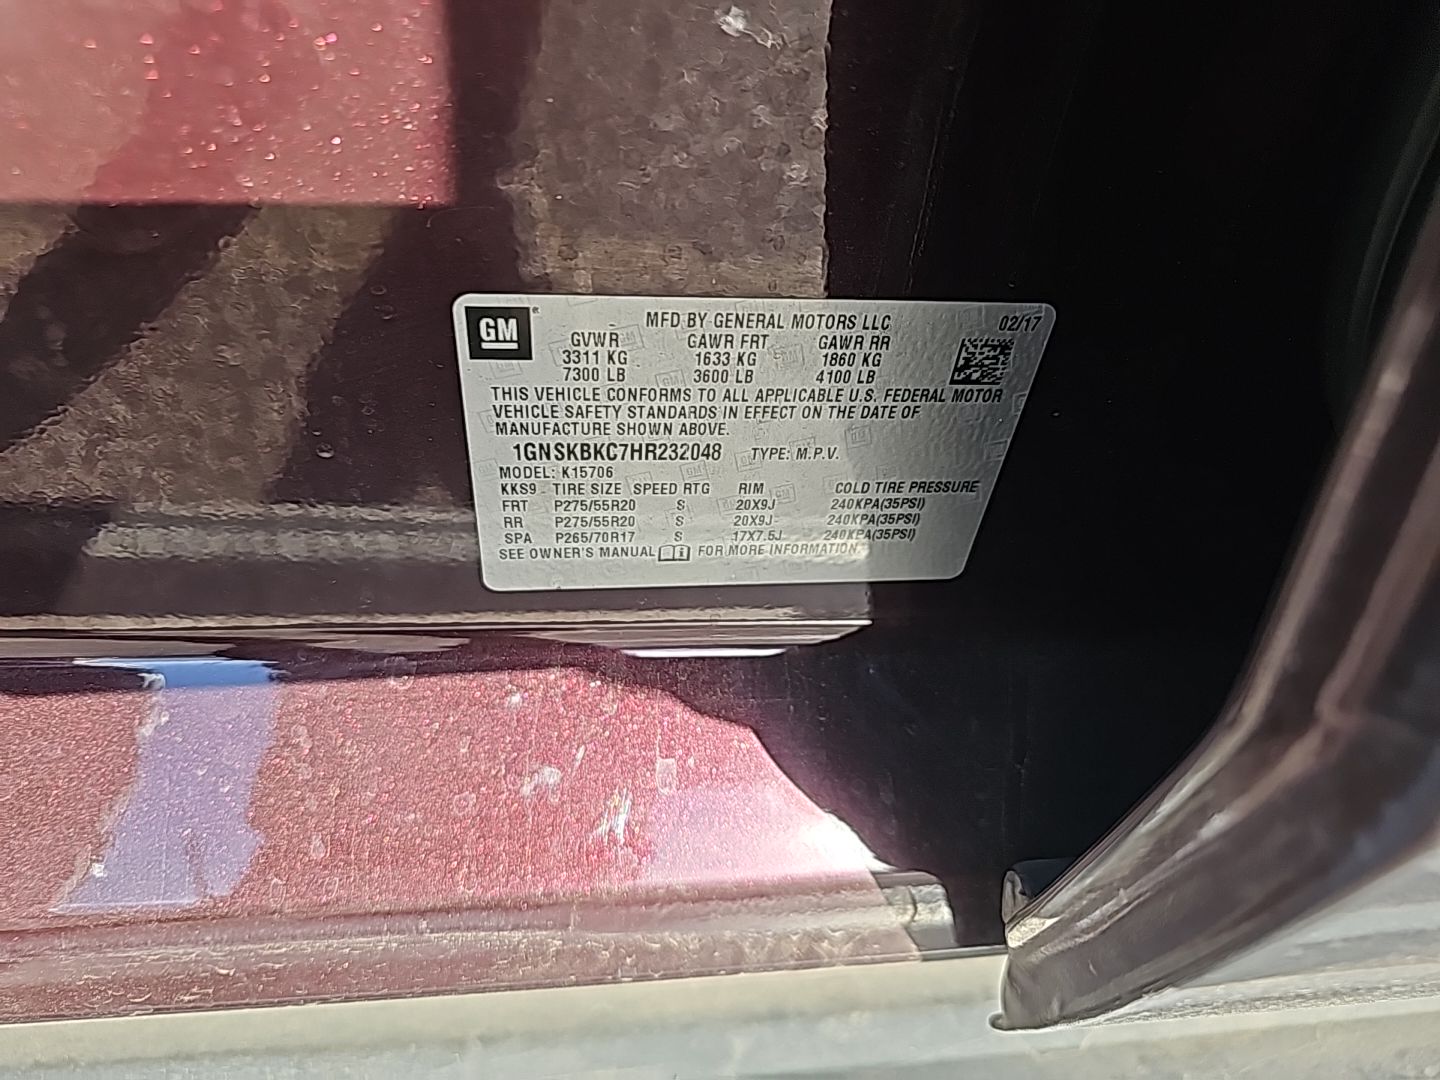 GM
MFD BY GENERAL MOTORS LLC 02/17
GVWR GAWR FRT GAWR RR
3311 KG 1633 KG 1860 KG
7300 LB 3600 LB 4100 LB
THIS VEHICLE CONFORMS TO ALL APPLICABLE U.S. FEDERAL MOTOR
VEHICLE SAFETY STANDARDS IN EFFECT ON THE DATE OF
MANUFACTURE SHOWN ABOVE.
1GNSKBKC7HR232048 TYPE: M.P.V.
MODEL: K15706
KKS9 TIRE SIZE SPEED RTG RIM COLD TIRE PRESSURE
FRT P275/55R20 S 20X9J 240KPA(35PSI)
RR P275/55R20 S 20X9J 240KPA(35PSI)
SPA P265/70R17 S 17X7.5J 240KPA(35PSI)
SEE OWNER'S MANUAL FOR MORE INFORMATION.